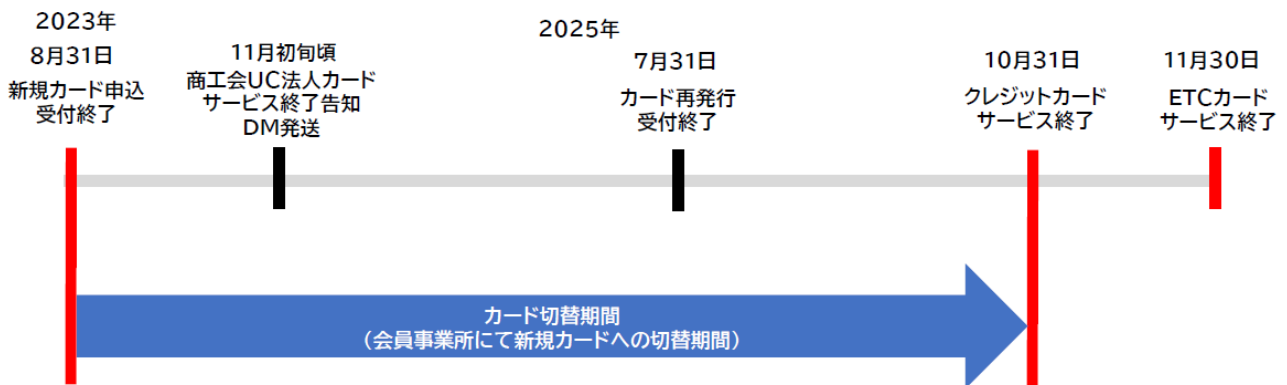 2023年
8月31日
新規カード申込
受付終了
11月初旬頃
商工会UC法人カード
サービス終了告知
DM発送
2025年
7月31日
カード再発行
受付終了
10月31日
クレジットカード
サービス終了
11月30日
ETCカード
サービス終了
カード切替期間
（会員事業所にて新規カードへの切替期間）